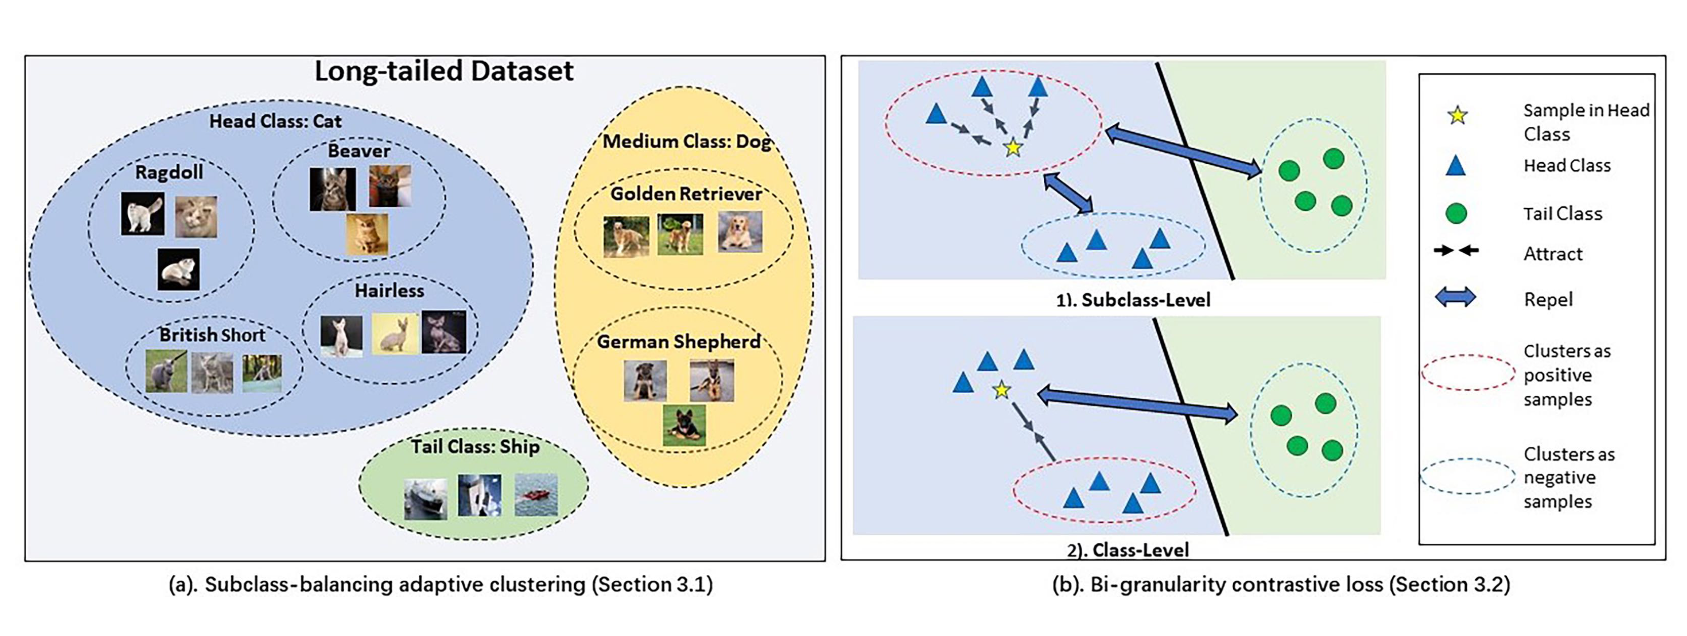 Long-tailed Dataset
Head Class: Cat
Ragdoll
Beaver
British Short
Hairless
Medium Class: Dog
Golden Retriever
German Shepherd
Tail Class: Ship
(a). Subclass-balancing adaptive clustering (Section 3.1)
1). Subclass-Level
2). Class-Level
Sample in Head
Class
Head Class
Tail Class
Attract
Repel
Clusters as
positive
samples
Clusters as
negative
samples
(b). Bi-granularity contrastive loss (Section 3.2)